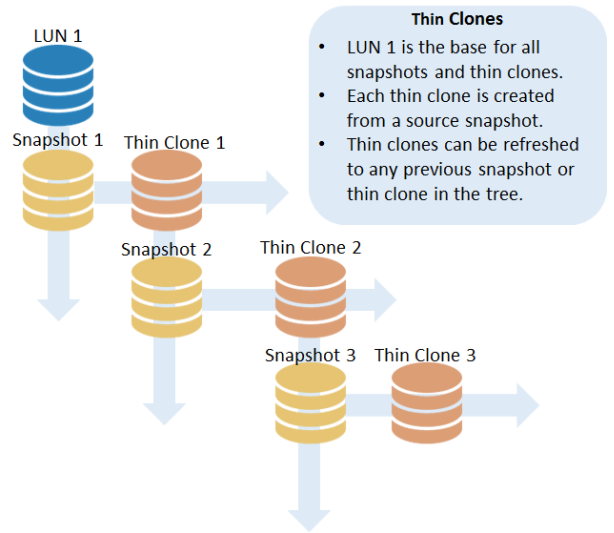 Thin Clones
• LUN 1 is the base for all
snapshots and thin clones.
• Each thin clone is created
from a source snapshot.
• Thin clones can be refreshed
to any previous snapshot or
thin clone in the tree.
LUN 1
Snapshot 1
Thin Clone 1
Snapshot 2
Thin Clone 2
Snapshot 3
Thin Clone 3